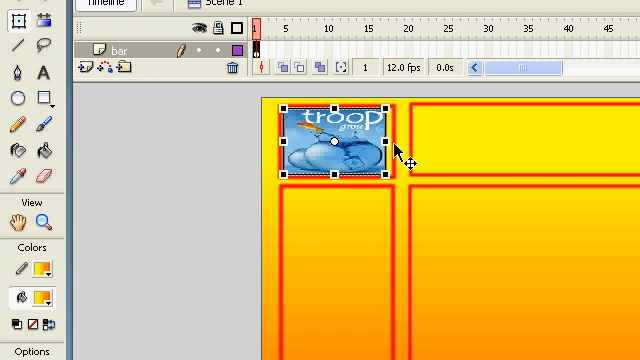 Timeline
Scene 1
1 5 10 15 20 25 30 35 40 45
bar
1 12.0 fps 0.0s
A
troop
group
View
Colors
Options